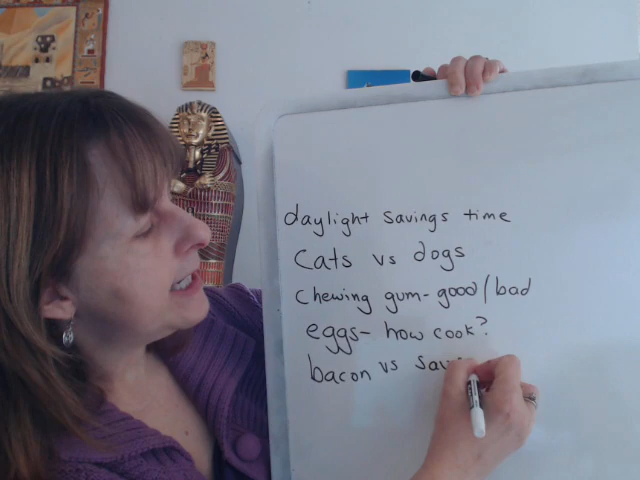 daylight savings time
Cats vs dogs
Chewing gum- good/bad
eggs- how cook?
bacon vs